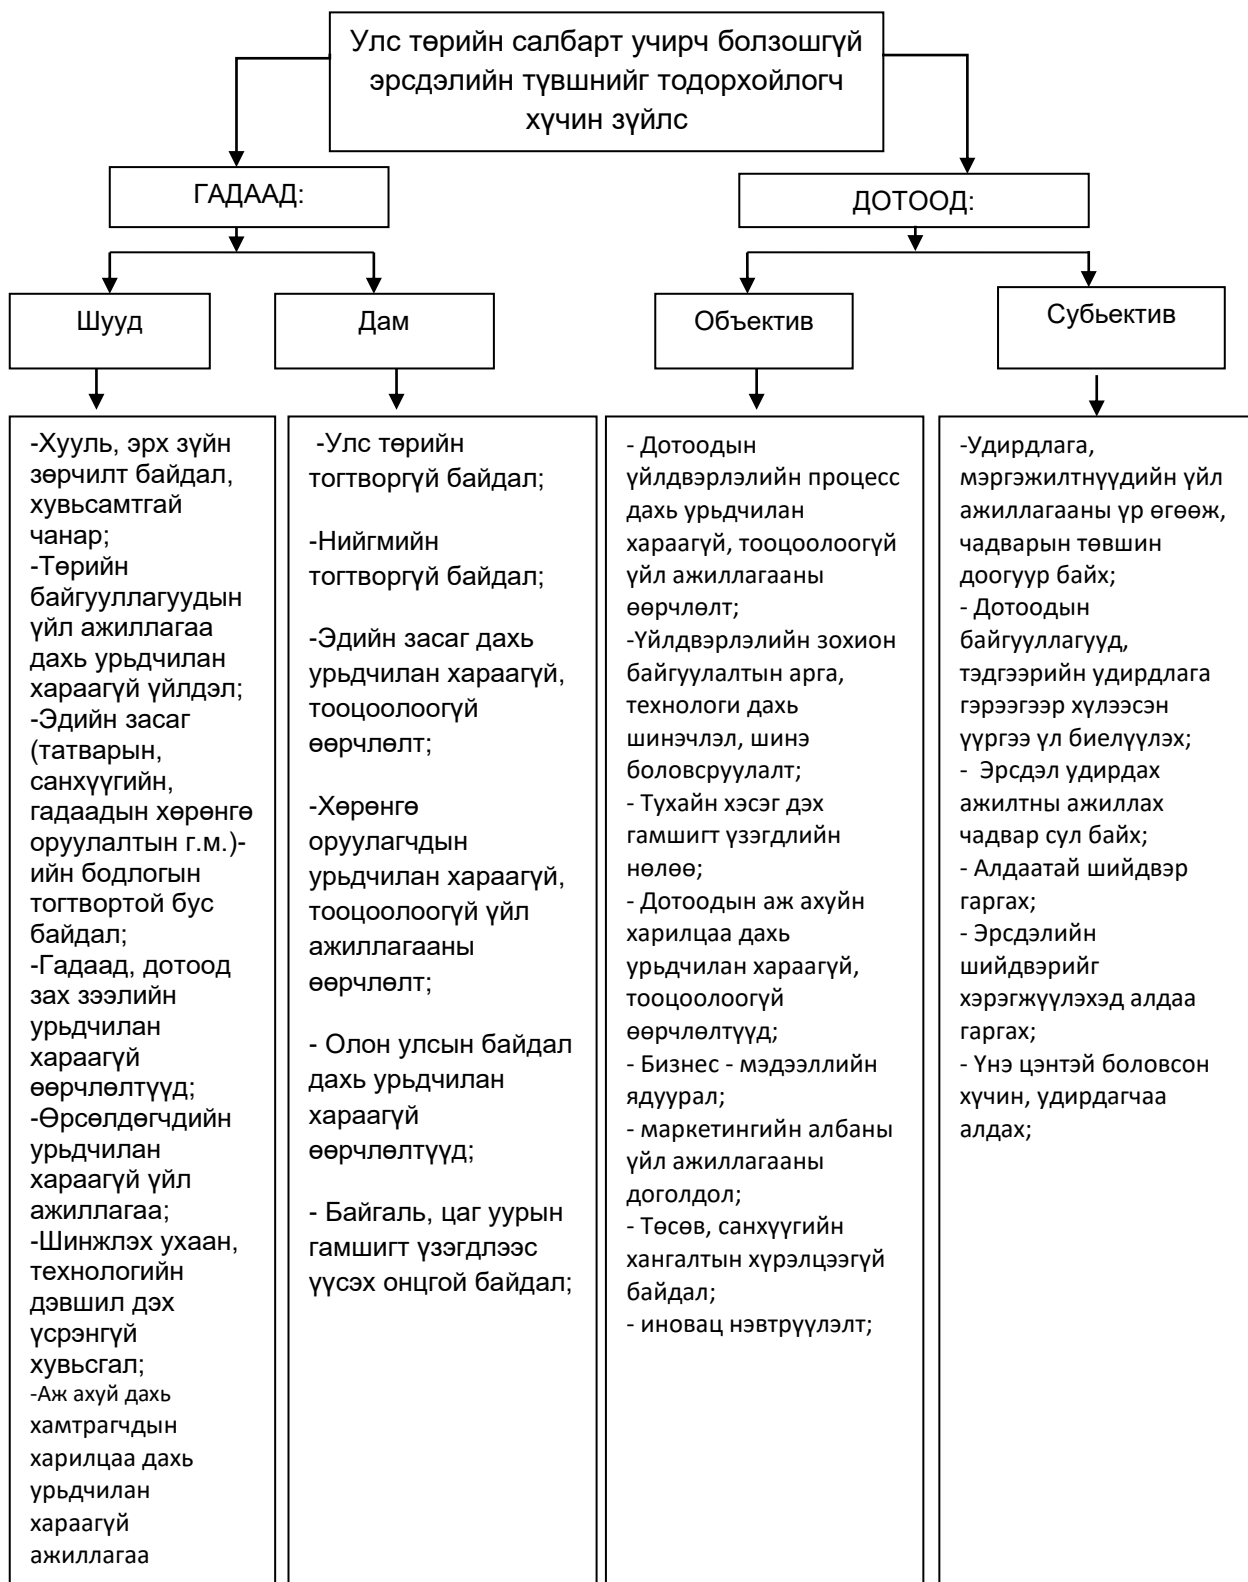 Улс төрийн салбарт учирч болзошгүй
эрсдэлийн түвшнийг тодорхойлогч
хүчин зүйлс
ГАДААД:
ДОТООД:
Шууд
Дам
Объектив
Субьектив
-Хууль, эрх зүйн
зөрчилт байдал,
хувьсамтгай
чанар;
-Төрийн
байгууллагуудын
үйл ажиллагаа
дахь урьдчилан
хараагүй үйлдэл;
-Эдийн засаг
(татварын,
санхүүгийн,
гадаадын хөрөнгө
оруулалтын г.м.)-
ийн бодлогын
тогтвортой бус
байдал;
-Гадаад, дотоод
зах зээлийн
урьдчилан
хараагүй
өөрчлөлтүүд;
-Өрсөлдөгчдийн
урьдчилан
хараагүй үйл
ажиллагаа;
-Шинжлэх ухаан,
технологийн
дэвшил дэх
үсрэнгүй
хувьсгал;
-Аж ахуй дахь
хамтрагчдын
харилцаа дахь
урьдчилан
хараагүй
ажиллагаа
-Улс төрийн
тогтворгүй байдал;
-Нийгмийн
тогтворгүй байдал;
-Эдийн засаг дахь
урьдчилан хараагүй,
тооцоолоогүй
өөрчлөлт;
-Хөрөнгө
оруулагчдын
урьдчилан хараагүй,
тооцоолоогүй үйл
ажиллагааны
өөрчлөлт;
- Олон улсын байдал
дахь урьдчилан
хараагүй
өөрчлөлтүүд;
- Байгаль, цаг уурын
гамшигт үзэгдлээс
үүсэх онцгой байдал;
- Дотоодын
үйлдвэрлэлийн процесс
дахь урьдчилан
хараагүй, тооцоолоогүй
үйл ажиллагааны
өөрчлөлт;
-Үйлдвэрлэлийн зохион
байгуулалтын арга,
технологи дахь
шинэчлэл, шинэ
боловсруулалт;
- Тухайн хэсэг дэх
гамшигт үзэгдлийн
нөлөө;
- Дотоодын аж ахуйн
харилцаа дахь
урьдчилан хараагүй,
тооцоолоогүй
өөрчлөлтүүд;
- Бизнес - мэдээллийн
ядуурал;
- маркетингийн албаны
үйл ажиллагааны
доголдол;
- Төсөв, санхүүгийн
хангалтын хүрэлцээгүй
байдал;
- иновац нэвтрүүлэлт;
-Удирдлага,
мэргэжилтнүүдийн үйл
ажиллагааны үр өгөөж,
чадварын төвшин
доогуур байх;
- Дотоодын
байгууллагууд,
тэдгээрийн удирдлага
гэрээгээр хүлээсэн
үүргээ үл биелүүлэх;
- Эрсдэл удирдах
ажилтны ажиллах
чадвар сул байх;
- Алдаатай шийдвэр
гаргах;
- Эрсдэлийн
шийдвэрийг
хэрэгжүүлэхэд алдаа
гаргах;
- Үнэ цэнтэй боловсон
хүчин, удирдагчаа
алдах;